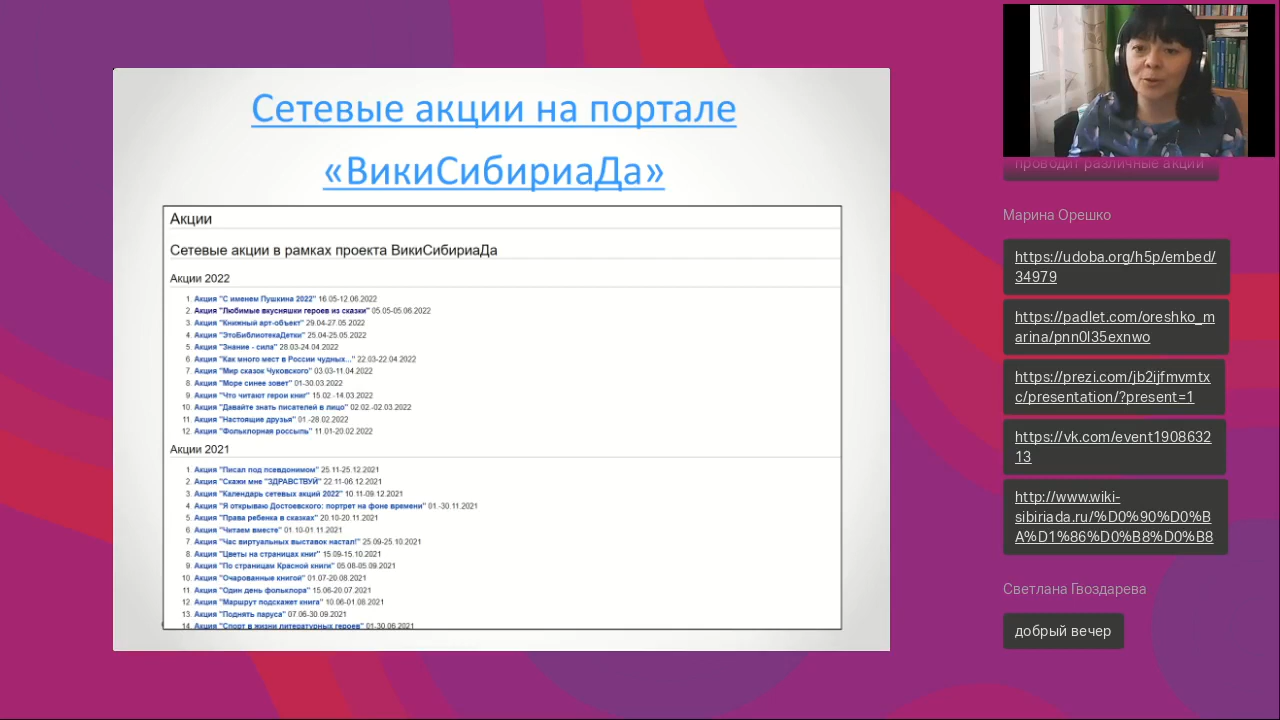 Сетевые акции на портале
«ВикиСибириаДа»
Акции
Сетевые акции в рамках проекта ВикиСибириаДа
Акции 2022
1. Акция "С именем Пушкина 2022" 16.05-12.06.2022
2. Акция "Любимые вкусняшки героев из сказки" 05.05-05.06.2022
3. Акция "Книжный арт-объект" 29.04-27.05.2022
4. Акция "ЭтоБиблиотекаДетки" 25.04-25.05.2022
5. Акция "Знание - сила" 28.03-24.04.2022
6. Акция "Как много мест в России чудных..." 22.03-22.04.2022
7. Акция "Мир сказок Чуковского" 03.03-11.04.2022
8. Акция "Море синее зовет" 01-30.03.2022
9. Акция "Что читают герои книг" 15.02.-14.03.2022
10. Акция "Давайте знать писателей в лицо" 02.02.-02.03.2022
11. Акция "Настоящие друзья" 01.-28.02.2022
12. Акция "Фольклорная россыпь" 11.01-20.02.2022
Акции 2021
1. Акция "Писал под псевдонимом" 25.11-25.12.2021
2. Акция "Скажи мне "ЗДРАВСТВУЙ" 22.11-06.12.2021
3. Акция "Календарь сетевых акций 2022" 10.11-09.12.2021
4. Акция "Я открываю Достоевского: портрет на фоне времени" 01.-30.11.2021
5. Акция "Права ребенка в сказках" 20.10-20.11.2021
6. Акция "Читаем вместе" 01.10-01.11.2021
7. Акция "Час виртуальных выставок настал!" 25.09-25.10.2021
8. Акция "Цветы на страницах книг" 15.09-15.10.2021
9. Акция "По страницам Красной книги" 05.08-05.09.2021
10. Акция "Очарованные книгой" 01.07-20.08.2021
11. Акция "Один день фольклора" 15.06-20.07.2021
12. Акция "Маршрут подскажет книга" 10.06-01.08.2021
13. Акция "Поднять паруса" 07.06-30.09.2021
14. Акция "Спорт в жизни литературных героев" 01-30.06.2021
проводит различные акции
Марина Орешко
https://udoba.org/h5p/embed/
34979
https://padlet.com/oreshko_m
arina/pnn0l35exnwo
https://prezi.com/jb2ijfmvmtx
c/presentation/?present=1
https://vk.com/event1908632
13
http://www.wiki-
sibiriada.ru/%D0%90%D0%B
A%D1%86%D0%B8%D0%B8
Светлана Гвоздарева
добрый вечер